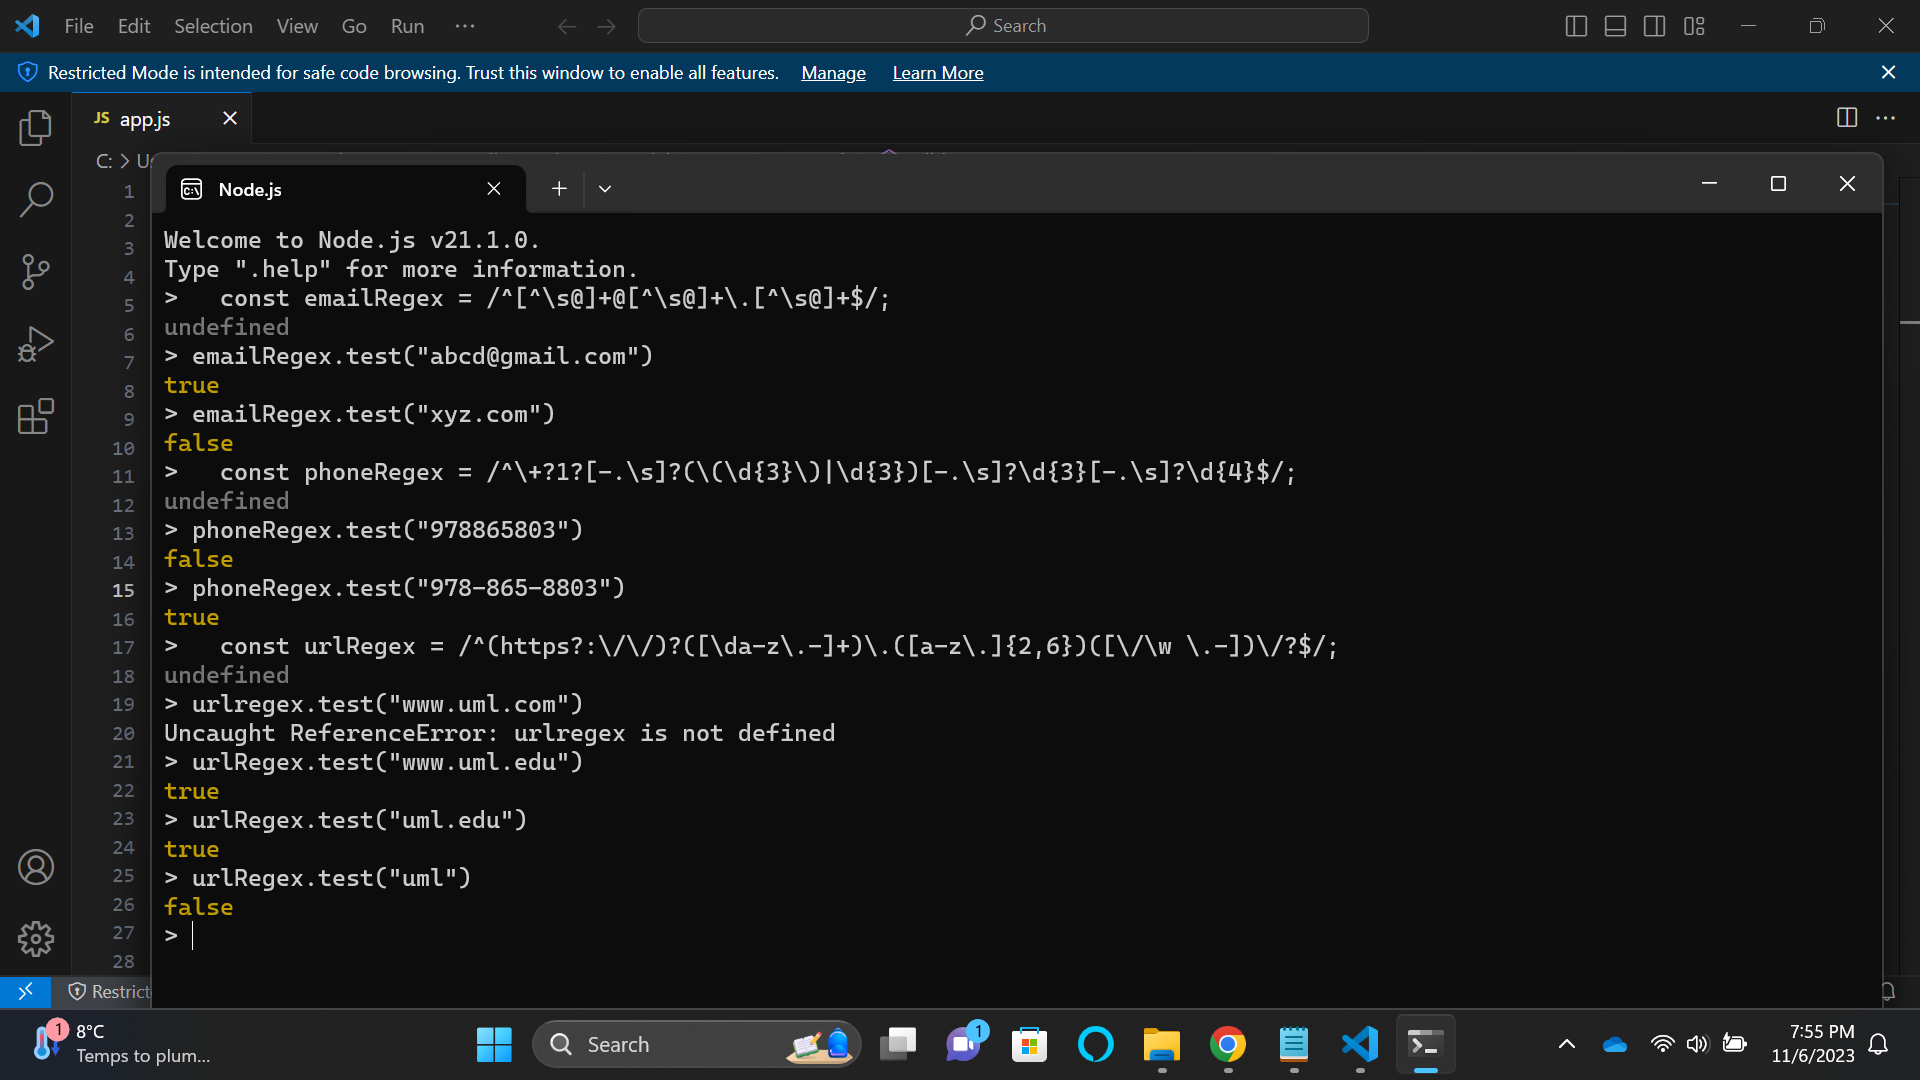 File Edit Selection View Go Run ··· Search
Restricted Mode is intended for safe code browsing. Trust this window to enable all features. Manage Learn More
JS app.js
C:
Node.js
1
2
3
4
5
6
7
8
9
10
11
12
13
14
15
16
17
18
19
20
21
22
23
24
25
26
27
28
Welcome to Node.js v21.1.0.
Type ".help" for more information.
>   const emailRegex = /^[^\s@]+@[^\s@]+\.[^\s@]+$/;
undefined
> emailRegex.test("abcd@gmail.com")
true
> emailRegex.test("xyz.com")
false
>   const phoneRegex = /^\+?1?[-.\s]?(\(\d{3}\)|\d{3})[-.\s]?\d{3}[-.\s]?\d{4}$/;
undefined
> phoneRegex.test("978865803")
false
> phoneRegex.test("978-865-8803")
true
>   const urlRegex = /^(https?:\/\/)?([\da-z\.-]+)\.([a-z\.]{2,6})([\/\w \.-])\/?$/;
undefined
> urlregex.test("www.uml.com")
Uncaught ReferenceError: urlregex is not defined
> urlRegex.test("www.uml.edu")
true
> urlRegex.test("uml.edu")
true
> urlRegex.test("uml")
false
>
Restrict
1
8°C
Temps to plum...
Search
1
7:55 PM
11/6/2023